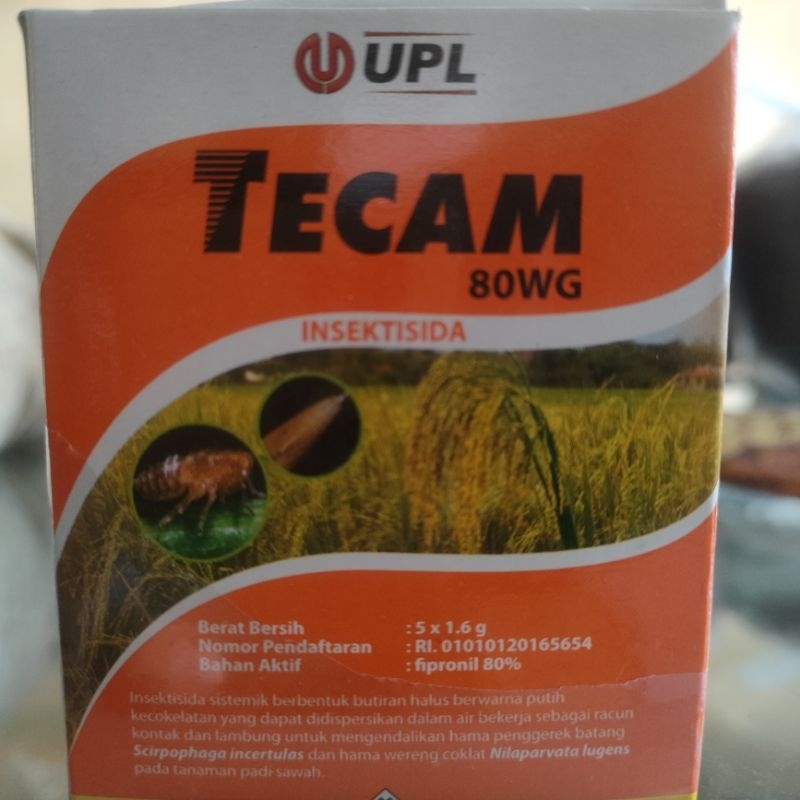 UPL
TECAM
80WG
INSEKTISIDA
Berat Bersih : 5 x 1.6 g
Nomor Pendaftaran : RI. 01010120165654
Bahan Aktif : fipronil 80%
Insektisida sistemik berbentuk butiran halus berwarna putih
kecokelatan yang dapat didispersikan dalam air bekerja sebagai racun
kontak dan lambung untuk mengendalikan hama penggerek batang
Scirpophaga incertulas dan hama wereng coklat Nilaparvata lugens
pada tanaman padi sawah.